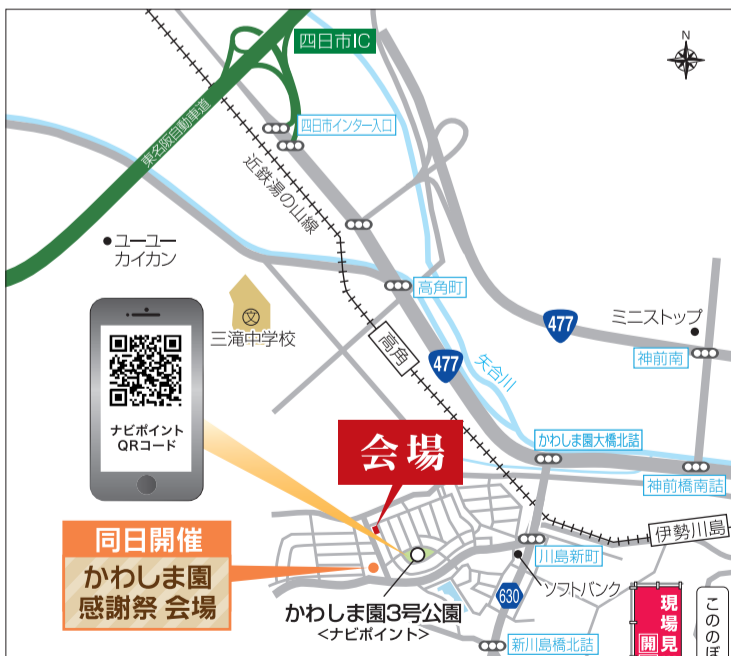 四日市IC
N
四日市インター入口
東名阪自動車道
近鉄湯の山線
ユーユー
カイカン
高角町
三滝中学校
文
高角
477
477
ミニストップ
神前南
矢合川
ナビポイント
QRコード
会場
かわしま園大橋北詰
神前橋南詰
伊勢川島
同日開催
かわしま園
感謝祭 会場
川島新町
ソフトバンク
かわしま園3号公園
<ナビポイント>
630
新川島橋北詰
現場見
開
こののぼ